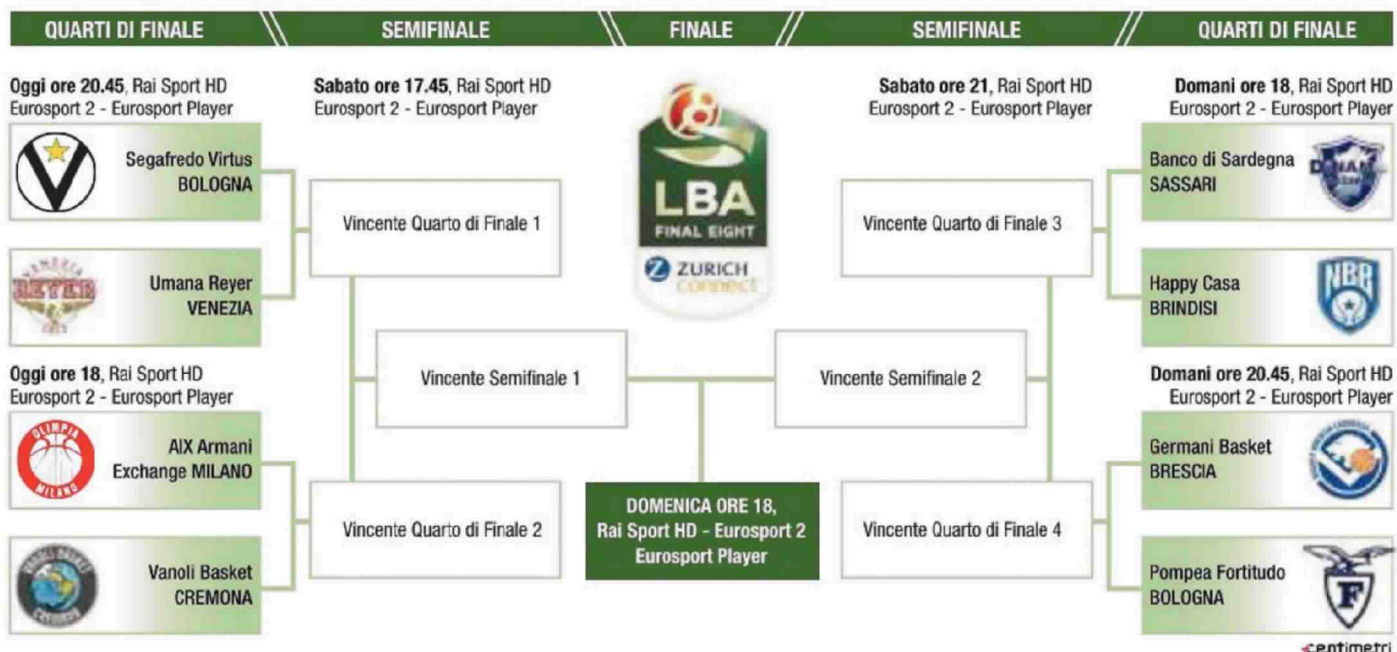 QUARTI DI FINALE
SEMIFINALE
FINALE
SEMIFINALE
QUARTI DI FINALE
Oggi ore 20.45, Rai Sport HD
Eurosport 2 - Eurosport Player
Segafredo Virtus
BOLOGNA
Umana Reyer
VENEZIA
REYER
Oggi ore 18, Rai Sport HD
Eurosport 2 - Eurosport Player
OLIMPIA
MILANO
AIX Armani
Exchange MILANO
Vanoli Basket
CREMONA
Sabato ore 17.45, Rai Sport HD
Eurosport 2 - Eurosport Player
Vincente Quarto di Finale 1
Vincente Semifinale 1
Vincente Quarto di Finale 2
LBA
FINAL EIGHT
ZURICH
connect
DOMENICA ORE 18,
Rai Sport HD - Eurosport 2
Eurosport Player
Sabato ore 21, Rai Sport HD
Eurosport 2 - Eurosport Player
Vincente Quarto di Finale 3
Vincente Semifinale 2
Vincente Quarto di Finale 4
Domani ore 18, Rai Sport HD
Eurosport 2 - Eurosport Player
Banco di Sardegna
SASSARI
Happy Casa
BRINDISI
NBB
Domani ore 20.45, Rai Sport HD
Eurosport 2 - Eurosport Player
Germani Basket
BRESCIA
Pompea Fortitudo
BOLOGNA
F
centimetri